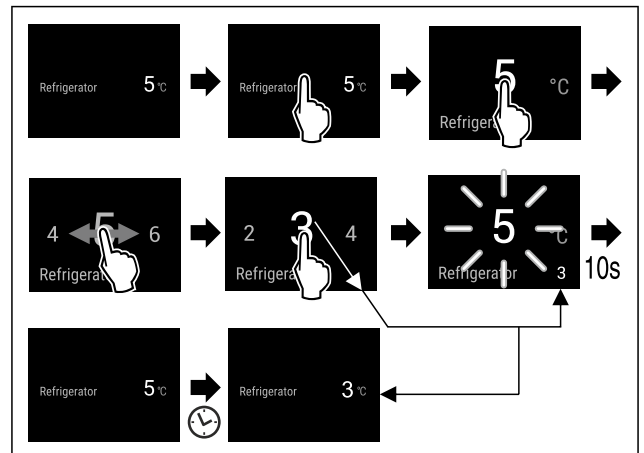 Refrigerator 5 °C
Refrigerator 5 °C
5 °C
Refriger
4 5 6
Refrigerat
2 3 4
Refrigera
5 °C
Refrigerator 3
10s
Refrigerator 5 °C
Refrigerator 3 °C